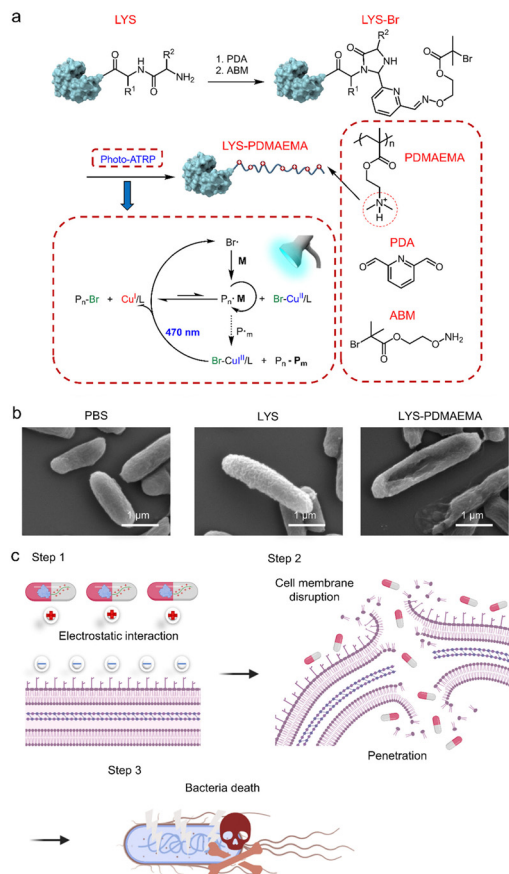 a
LYS
LYS-Br
O
R²
H
N
NH₂
R¹
O
1. PDA
2. ABM
R²
O
NH
N
O
R¹
N
N
O
O
O
Br
Photo-ATRP
LYS-PDMAEMA
n
PDMAEMA
O
O
N⁺
H
PDA
O
N
O
ABM
O
Br
O
O
NH₂
Br·
M
Pₙ-Br + Cuᴵ/L
Pₙ· M + Br-Cuᴵᴵ/L
P·ₘ
470 nm
Br-CuIᴵᴵ/L + Pₙ - Pₘ
b
PBS
LYS
LYS-PDMAEMA
1 µm
1 µm
1 µm
c
Step 1
Step 2
Cell membrane
disruption
Electrostatic interaction
Penetration
Step 3
Bacteria death